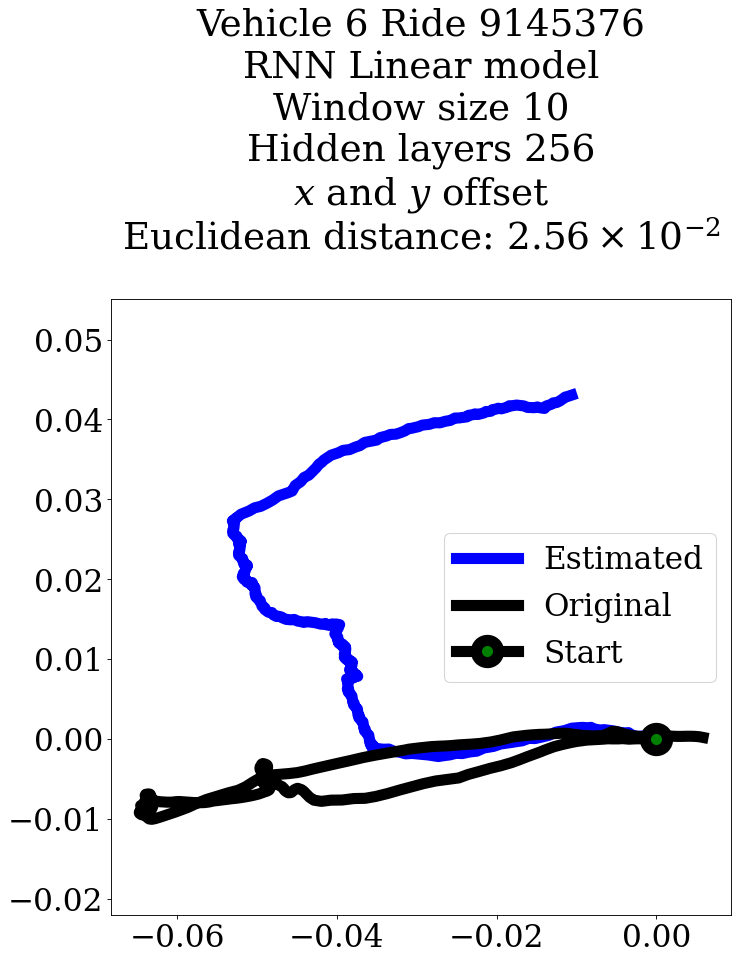 Vehicle 6 Ride 9145376
RNN Linear model
Window size 10
Hidden layers 256
x and y offset
Euclidean distance: 2.56 × 10⁻²
0.05
0.04
0.03
0.02
0.01
0.00
−0.01
−0.02
Estimated
Original
Start
−0.06 −0.04 −0.02 0.00